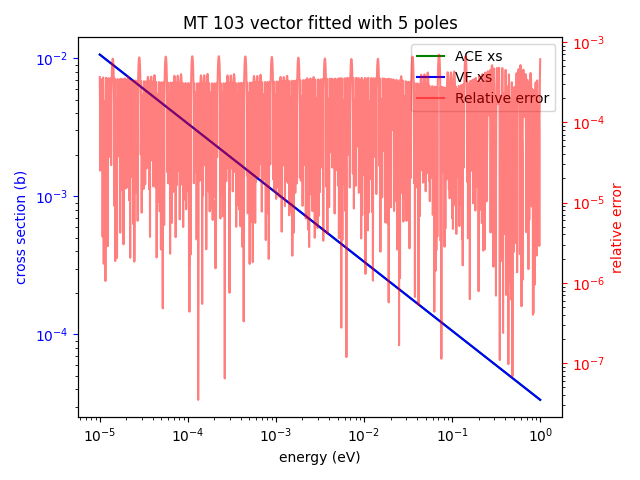 MT 103 vector fitted with 5 poles
ACE xs
VF xs
Relative error
cross section (b)
10⁻²
10⁻³
10⁻⁴
relative error
10⁻³
10⁻⁴
10⁻⁵
10⁻⁶
10⁻⁷
10⁻⁵
10⁻⁴
10⁻³
10⁻²
10⁻¹
10⁰
energy (eV)